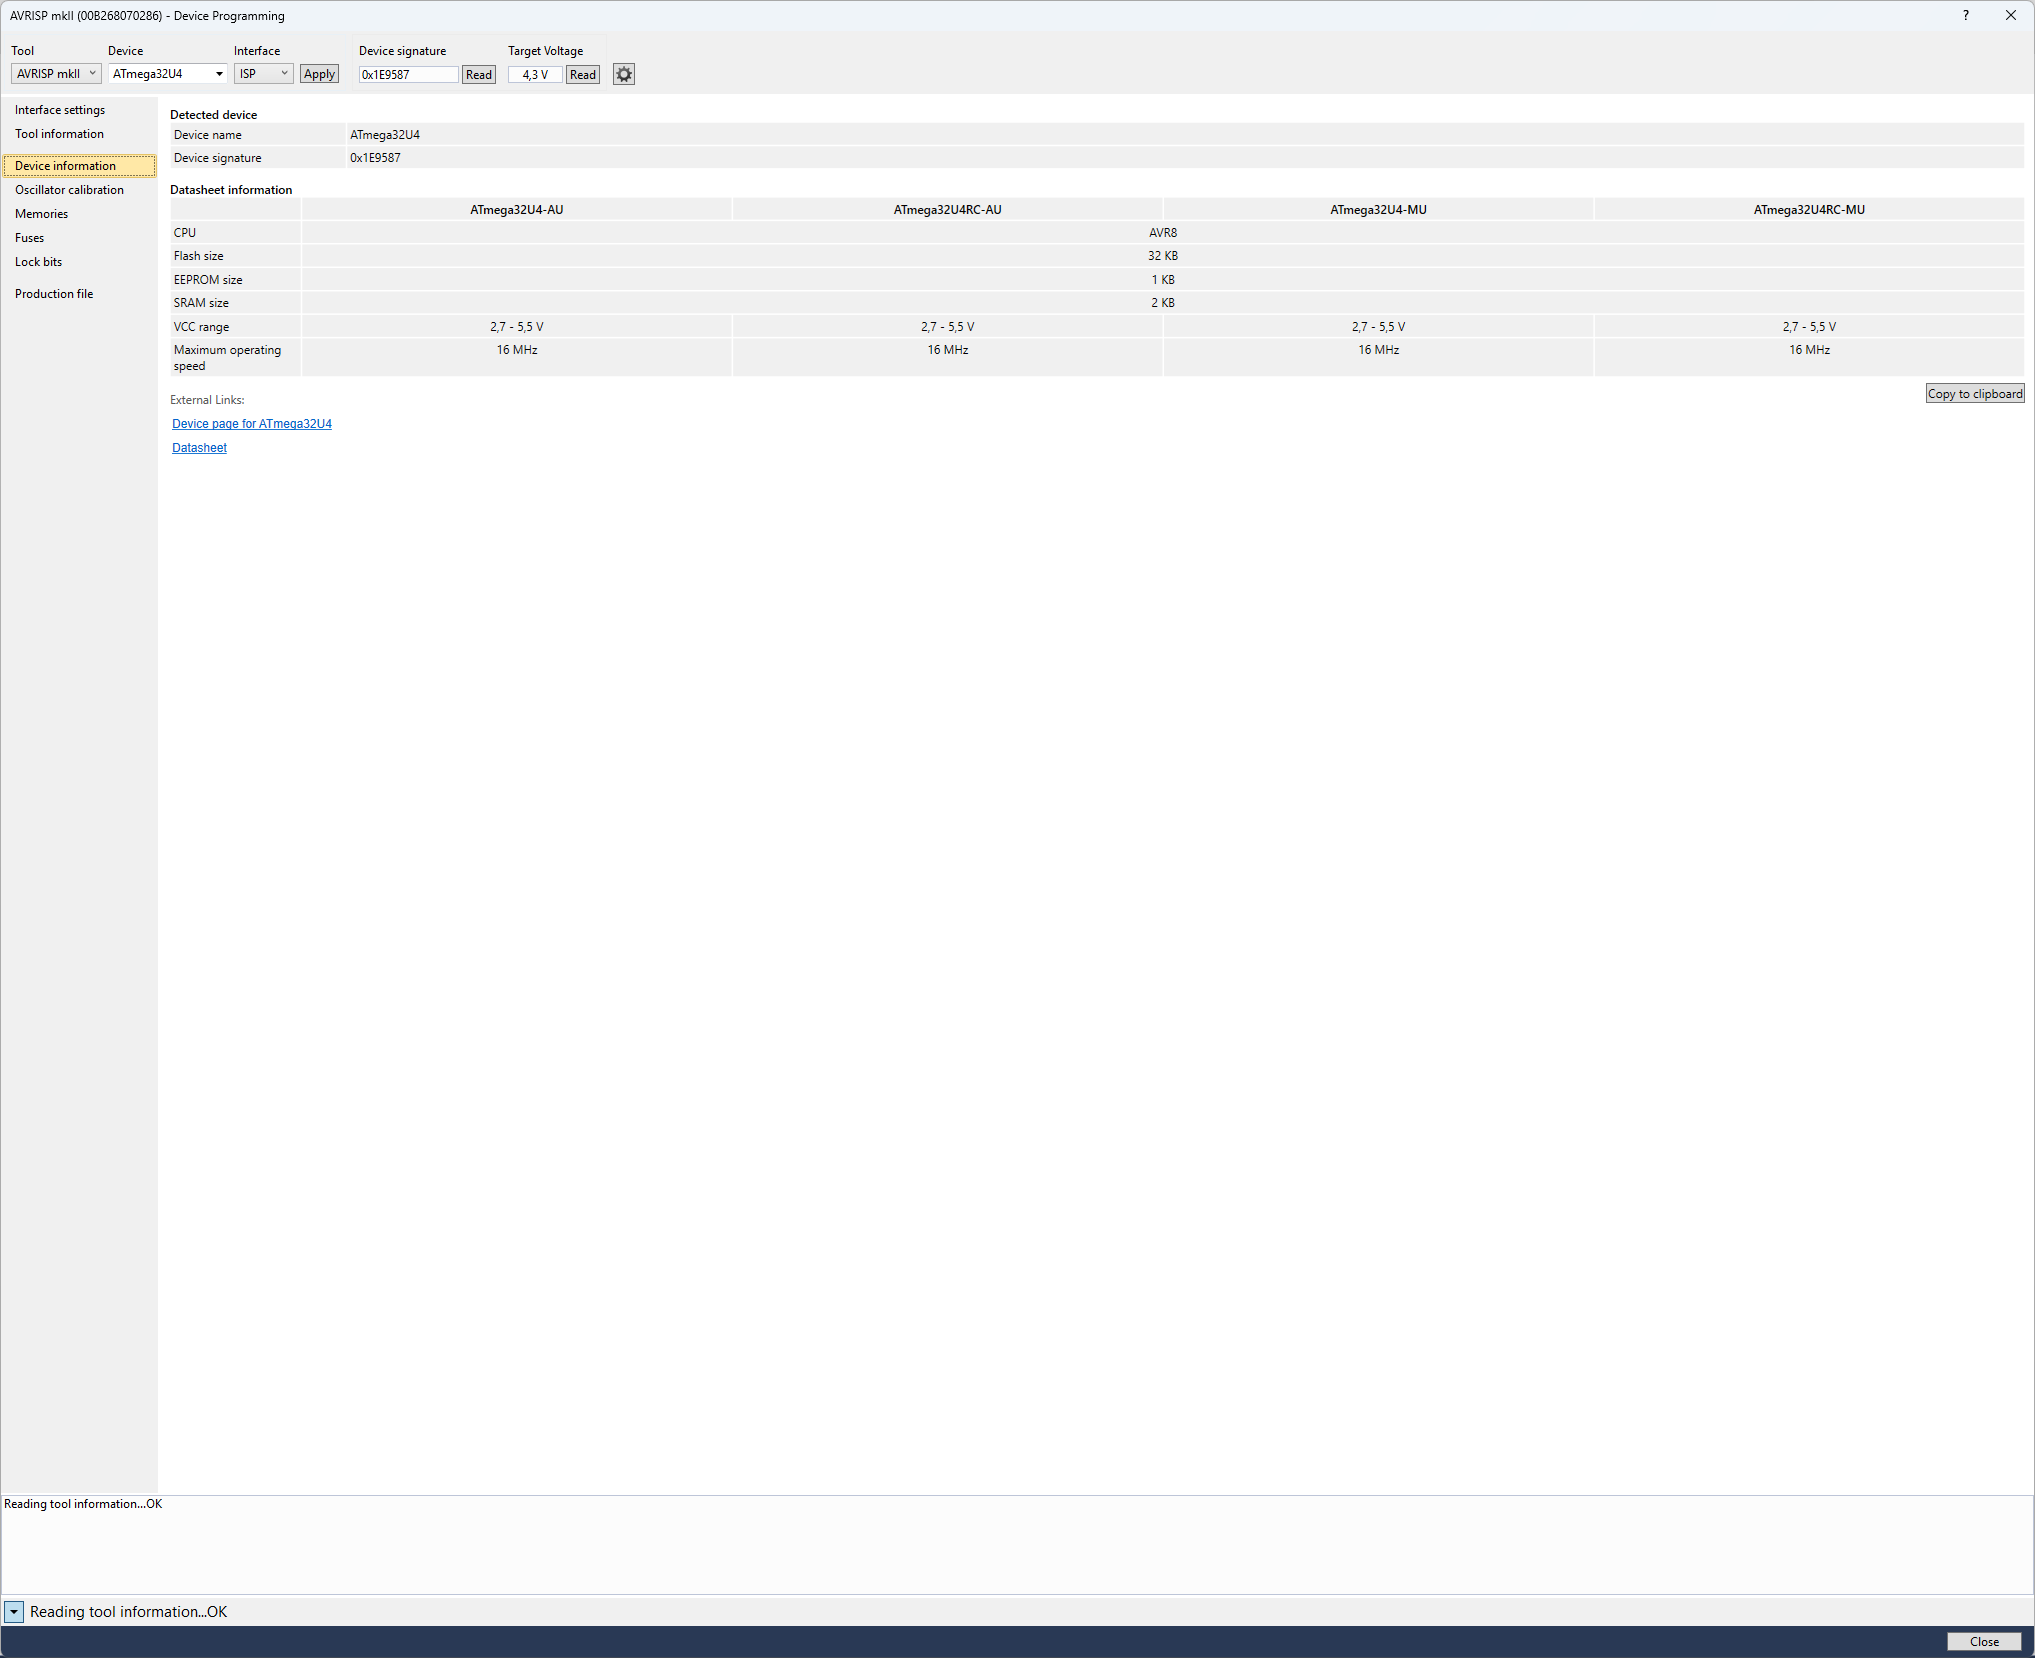 AVRISP mkII (00B268070286) - Device Programming
?
Tool Device Interface Device signature Target Voltage
AVRISP mkII ATmega32U4 ISP Apply 0x1E9587 Read 4,3 V Read
Interface settings
Tool information
Device information
Oscillator calibration
Memories
Fuses
Lock bits
Production file
Detected device
Device name ATmega32U4
Device signature 0x1E9587
Datasheet information
ATmega32U4-AU ATmega32U4RC-AU ATmega32U4-MU ATmega32U4RC-MU
CPU AVR8
Flash size 32 KB
EEPROM size 1 KB
SRAM size 2 KB
VCC range 2,7 - 5,5 V 2,7 - 5,5 V 2,7 - 5,5 V 2,7 - 5,5 V
Maximum operating 16 MHz 16 MHz 16 MHz 16 MHz
speed
Copy to clipboard
External Links:
Device page for ATmega32U4
Datasheet
Reading tool information...OK
Reading tool information...OK
Close